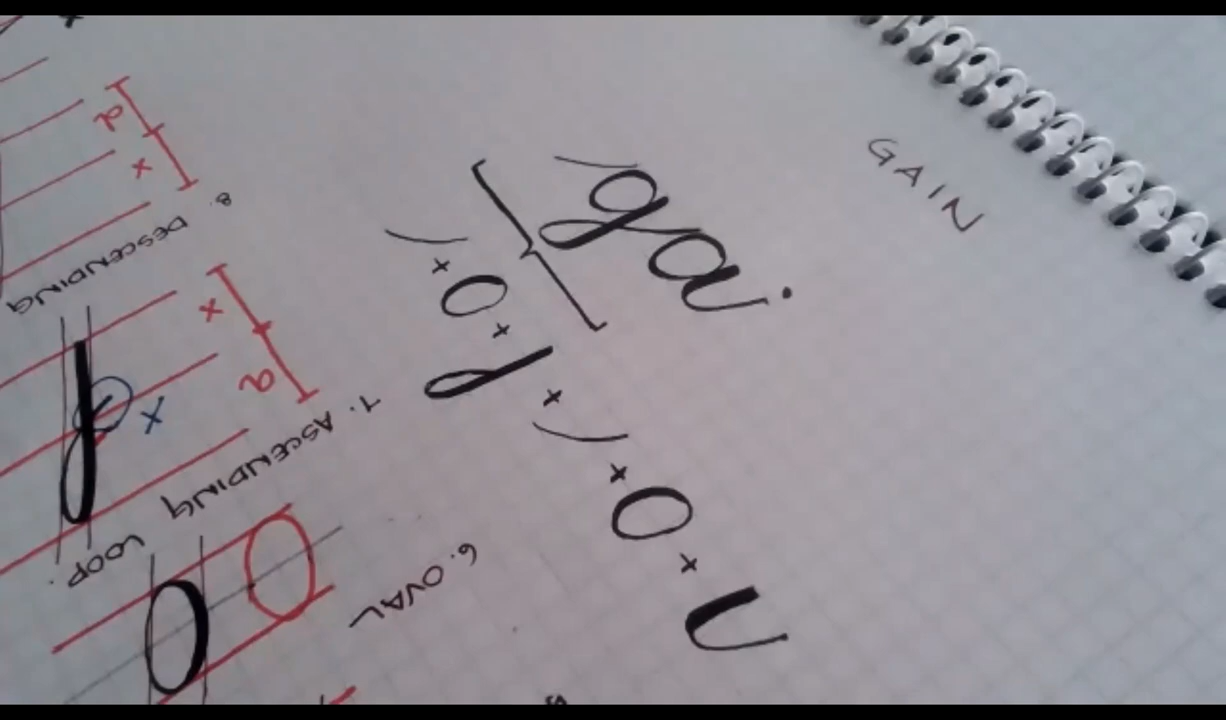 GAIN
gai
) + O + l + ) + O + U
x
d
x
a
x
8. DESCENDING
7. ASCENDING LOOP.
6. OVAL